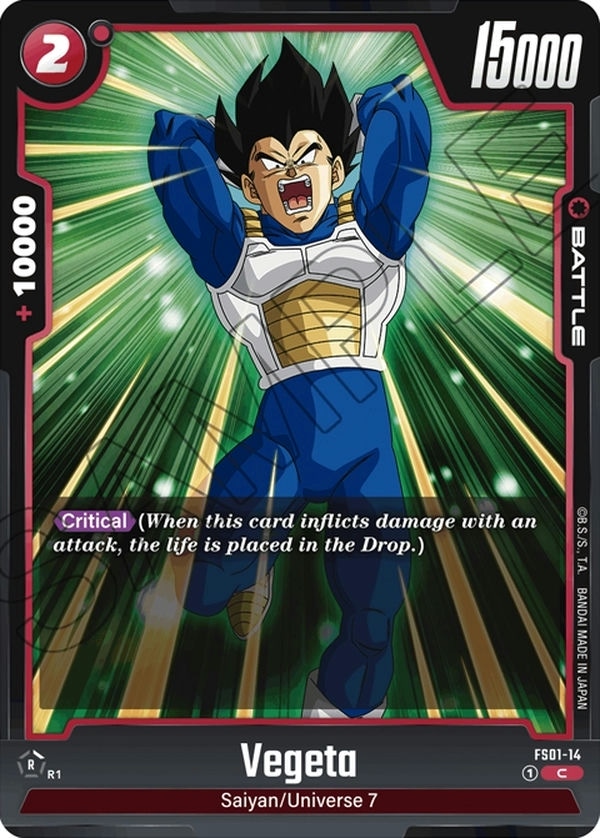 2
15000
+ 10000
BATTLE
SAMPLE
Critical (When this card inflicts damage with an
attack, the life is placed in the Drop.)
©B.S./S., T.A. BANDAI MADE IN JAPAN
R
R1
Vegeta
FS01-14
1 C
Saiyan/Universe 7